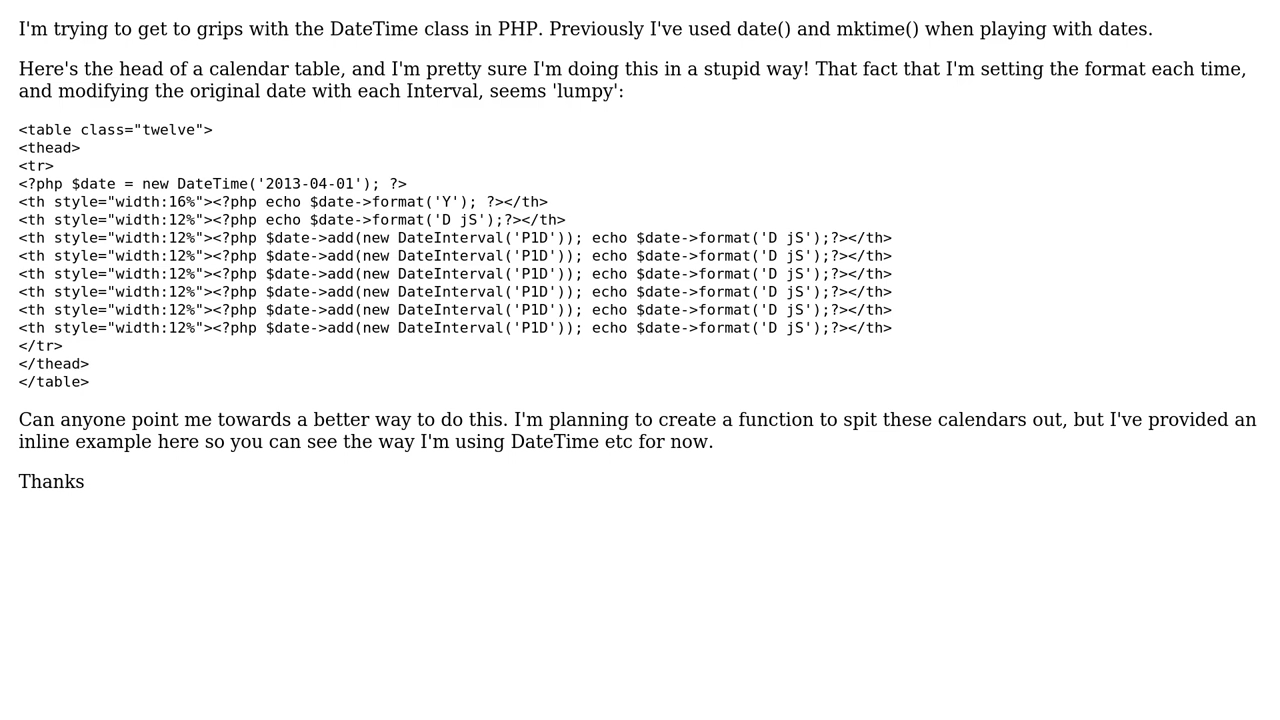 I'm trying to get to grips with the DateTime class in PHP. Previously I've used date() and mktime() when playing with dates.
Here's the head of a calendar table, and I'm pretty sure I'm doing this in a stupid way! That fact that I'm setting the format each time,
and modifying the original date with each Interval, seems 'lumpy':
<table class="twelve">
<thead>
<tr>
<?php $date = new DateTime('2013-04-01'); ?>
<th style="width:16%"><?php echo $date->format('Y'); ?></th>
<th style="width:12%"><?php echo $date->format('D jS');?></th>
<th style="width:12%"><?php $date->add(new DateInterval('P1D')); echo $date->format('D jS');?></th>
<th style="width:12%"><?php $date->add(new DateInterval('P1D')); echo $date->format('D jS');?></th>
<th style="width:12%"><?php $date->add(new DateInterval('P1D')); echo $date->format('D jS');?></th>
<th style="width:12%"><?php $date->add(new DateInterval('P1D')); echo $date->format('D jS');?></th>
<th style="width:12%"><?php $date->add(new DateInterval('P1D')); echo $date->format('D jS');?></th>
<th style="width:12%"><?php $date->add(new DateInterval('P1D')); echo $date->format('D jS');?></th>
</tr>
</thead>
</table>
Can anyone point me towards a better way to do this. I'm planning to create a function to spit these calendars out, but I've provided an
inline example here so you can see the way I'm using DateTime etc for now.
Thanks